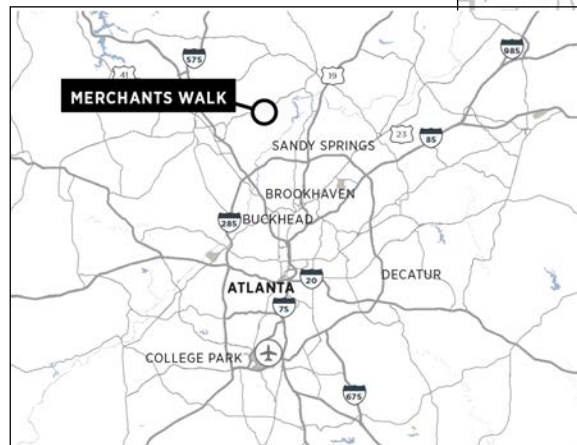 985
575
41
19
MERCHANTS WALK
23
85
SANDY SPRINGS
BROOKHAVEN
285
BUCKHEAD
DECATUR
20
ATLANTA
75
COLLEGE PARK
675